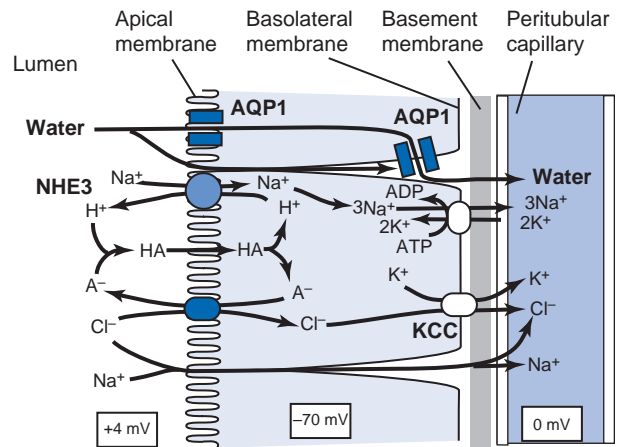 Apical
membrane
Basolateral
membrane
Basement
membrane
Peritubular
capillary
Lumen
AQP1
AQP1
Water
Water
NHE3
Na⁺
Na⁺
H⁺
H⁺
3Na⁺
2K⁺
ADP
ATP
3Na⁺
2K⁺
HA
HA
A⁻
A⁻
K⁺
K⁺
Cl⁻
Cl⁻
KCC
Cl⁻
Na⁺
Na⁺
+4 mV
–70 mV
0 mV